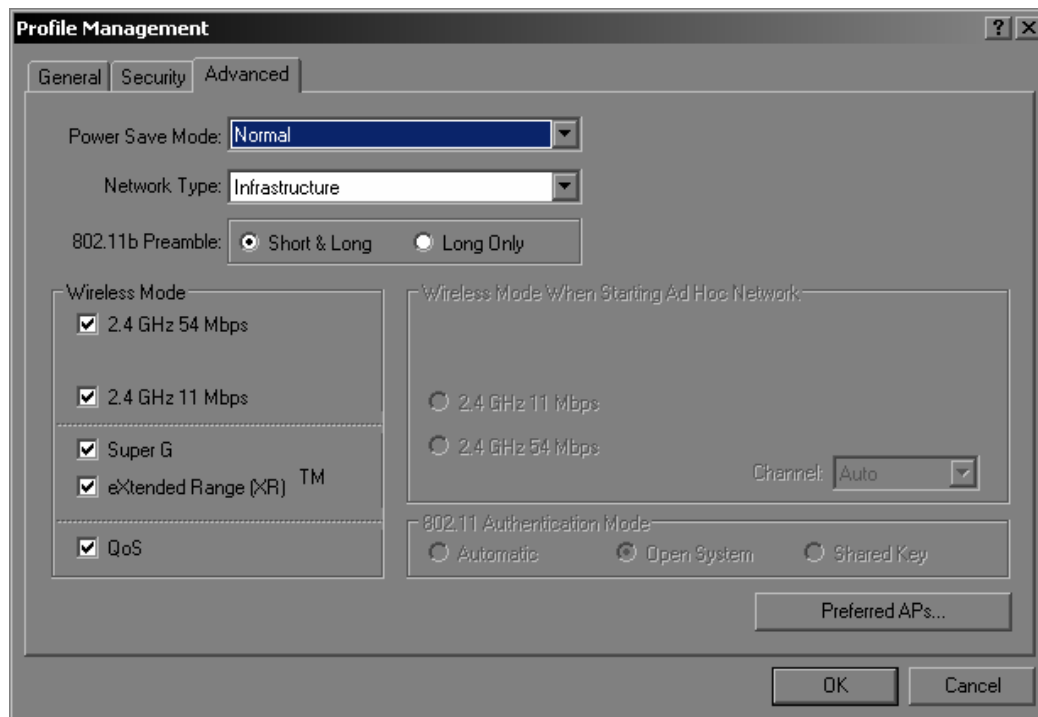 Profile Management
General Security Advanced
Power Save Mode: Normal
Network Type: Infrastructure
802.11b Preamble: Short & Long Long Only
Wireless Mode
2.4 GHz 54 Mbps
2.4 GHz 11 Mbps
Super G
eXtended Range (XR) TM
QoS
Wireless Mode When Starting Ad Hoc Network
2.4 GHz 11 Mbps
2.4 GHz 54 Mbps
Channel: Auto
802.11 Authentication Mode
Automatic Open System Shared Key
Preferred APs...
OK Cancel